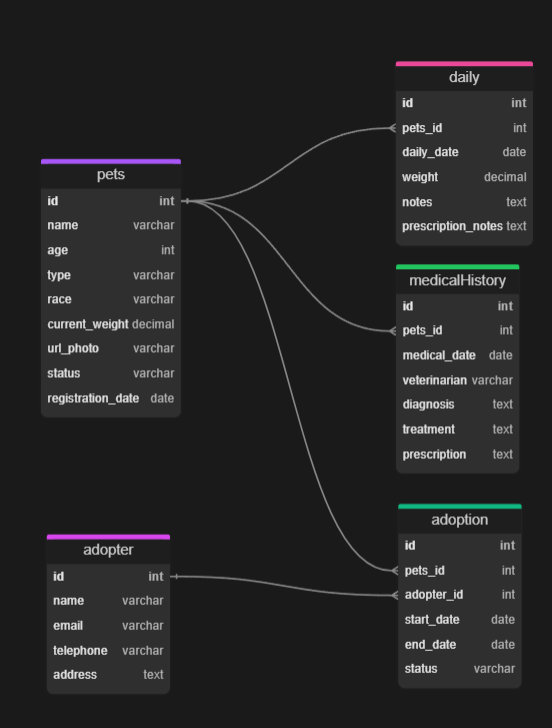 pets
id int
name varchar
age int
type varchar
race varchar
current_weight decimal
url_photo varchar
status varchar
registration_date date
adopter
id int
name varchar
email varchar
telephone varchar
address text
daily
id int
pets_id int
daily_date date
weight decimal
notes text
prescription_notes text
medicalHistory
id int
pets_id int
medical_date date
veterinarian varchar
diagnosis text
treatment text
prescription text
adoption
id int
pets_id int
adopter_id int
start_date date
end_date date
status varchar